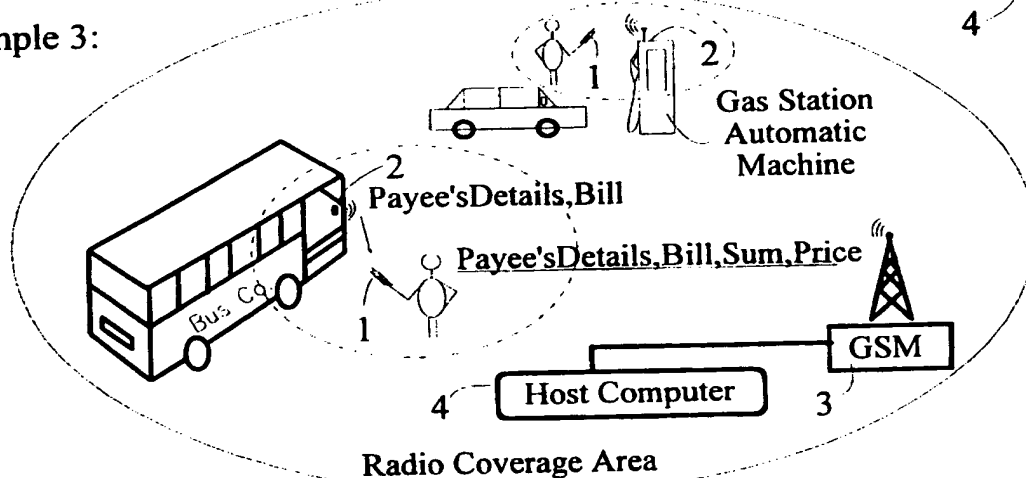 mple 3:
4
1
2
Gas Station
Automatic
Machine
2
Payee'sDetails,Bill
Payee'sDetails,Bill,Sum,Price
Bus Co.
1
GSM
3
4
Host Computer
Radio Coverage Area